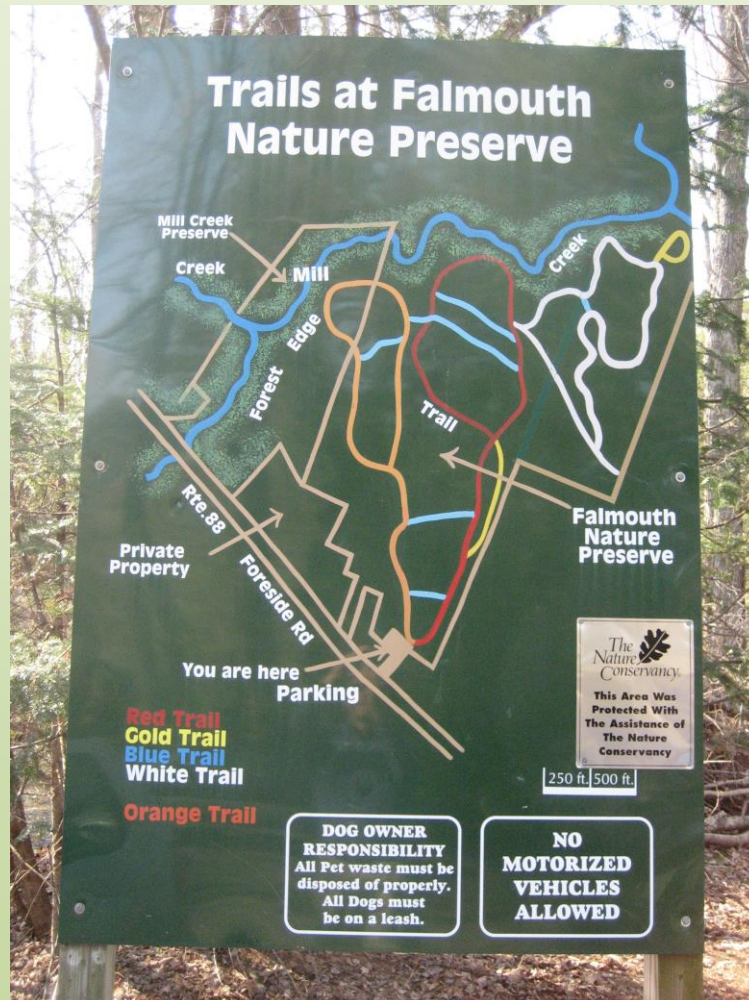 Trails at Falmouth
Nature Preserve
Mill Creek
Preserve
Creek
Mill
Creek
Forest Edge
Trail
Rte.88
Foreside Rd
Private
Property
Falmouth
Nature
Preserve
You are here
Parking
The
Nature
Conservancy
This Area Was
Protected With
The Assistance of
The Nature
Conservancy
Red Trail
Gold Trail
Blue Trail
White Trail
Orange Trail
250 ft. 500 ft.
DOG OWNER
RESPONSIBILITY
All Pet waste must be
disposed of properly.
All Dogs must
be on a leash.
NO
MOTORIZED
VEHICLES
ALLOWED